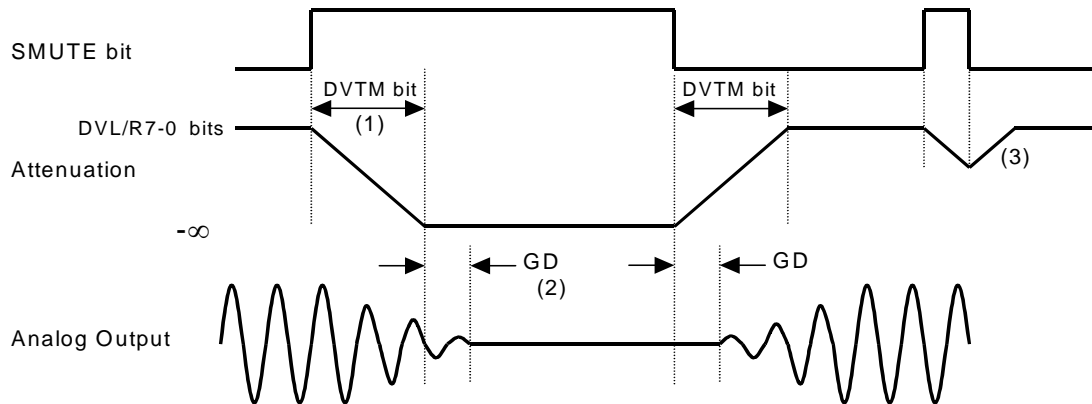 SMUTE bit
DVTM bit
DVTM bit
(1)
DVL/R7-0 bits
(3)
Attenuation
-∞
GD
GD
(2)
Analog Output